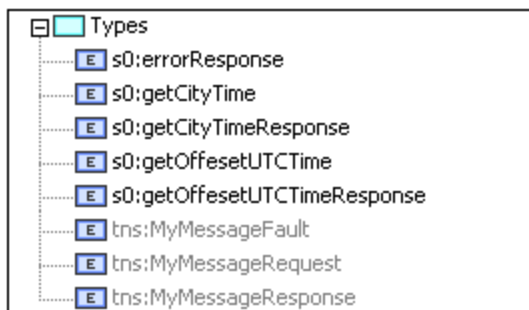 Types
E s0:errorResponse
E s0:getCityTime
E s0:getCityTimeResponse
E s0:getOffesetUTCTime
E s0:getOffesetUTCTimeResponse
E tns:MyMessageFault
E tns:MyMessageRequest
E tns:MyMessageResponse